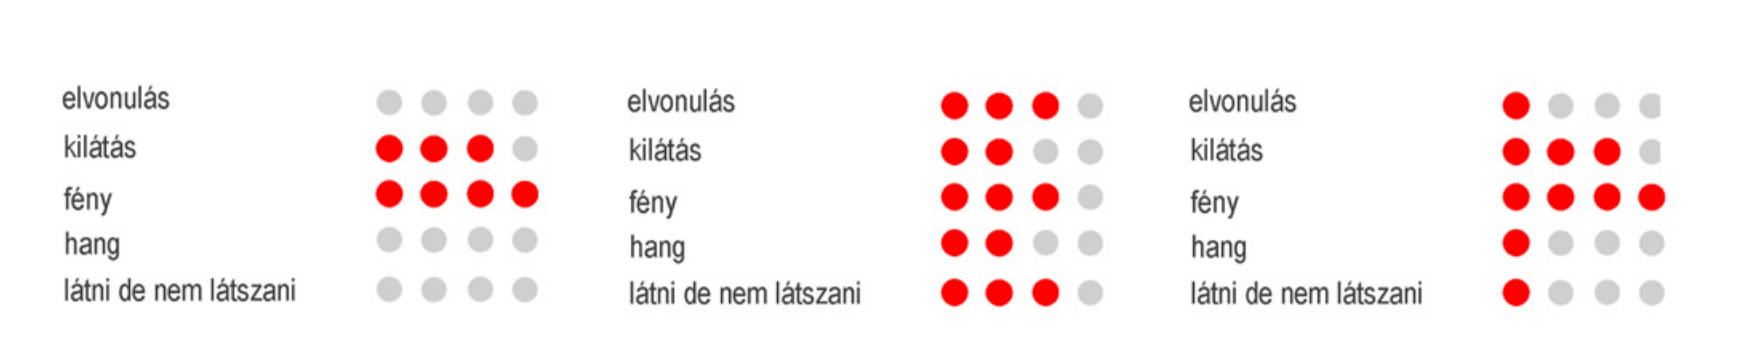 elvonulás
kilátás
fény
hang
látni de nem látszani
elvonulás
kilátás
fény
hang
látni de nem látszani
elvonulás
kilátás
fény
hang
látni de nem látszani